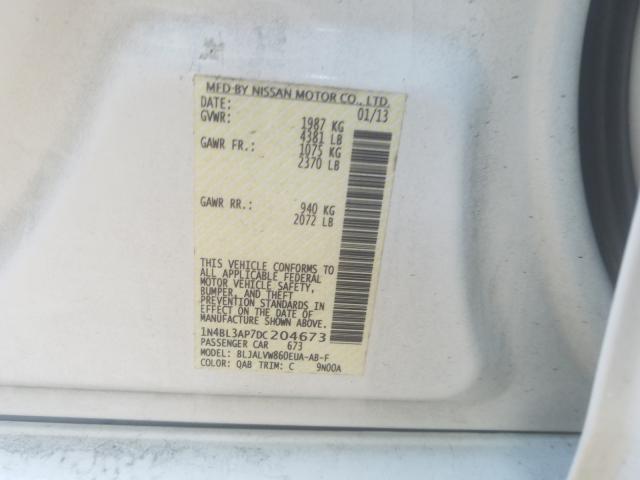 MFD BY NISSAN MOTOR CO., LTD.
DATE: 01/13
GVWR: 1987 KG
4381 LB
GAWR FR.: 1075 KG
2370 LB
GAWR RR.: 940 KG
2072 LB
THIS VEHICLE CONFORMS TO
ALL APPLICABLE FEDERAL
MOTOR VEHICLE SAFETY,
BUMPER, AND THEFT
PREVENTION STANDARDS IN
EFFECT ON THE DATE OF
MANUFACTURE SHOWN ABOVE.
1N4BL3AP7DC204673
PASSENGER CAR 673
MODEL: BLJALVW860EUA-AB-F
COLOR: QAB TRIM: C 9N00A